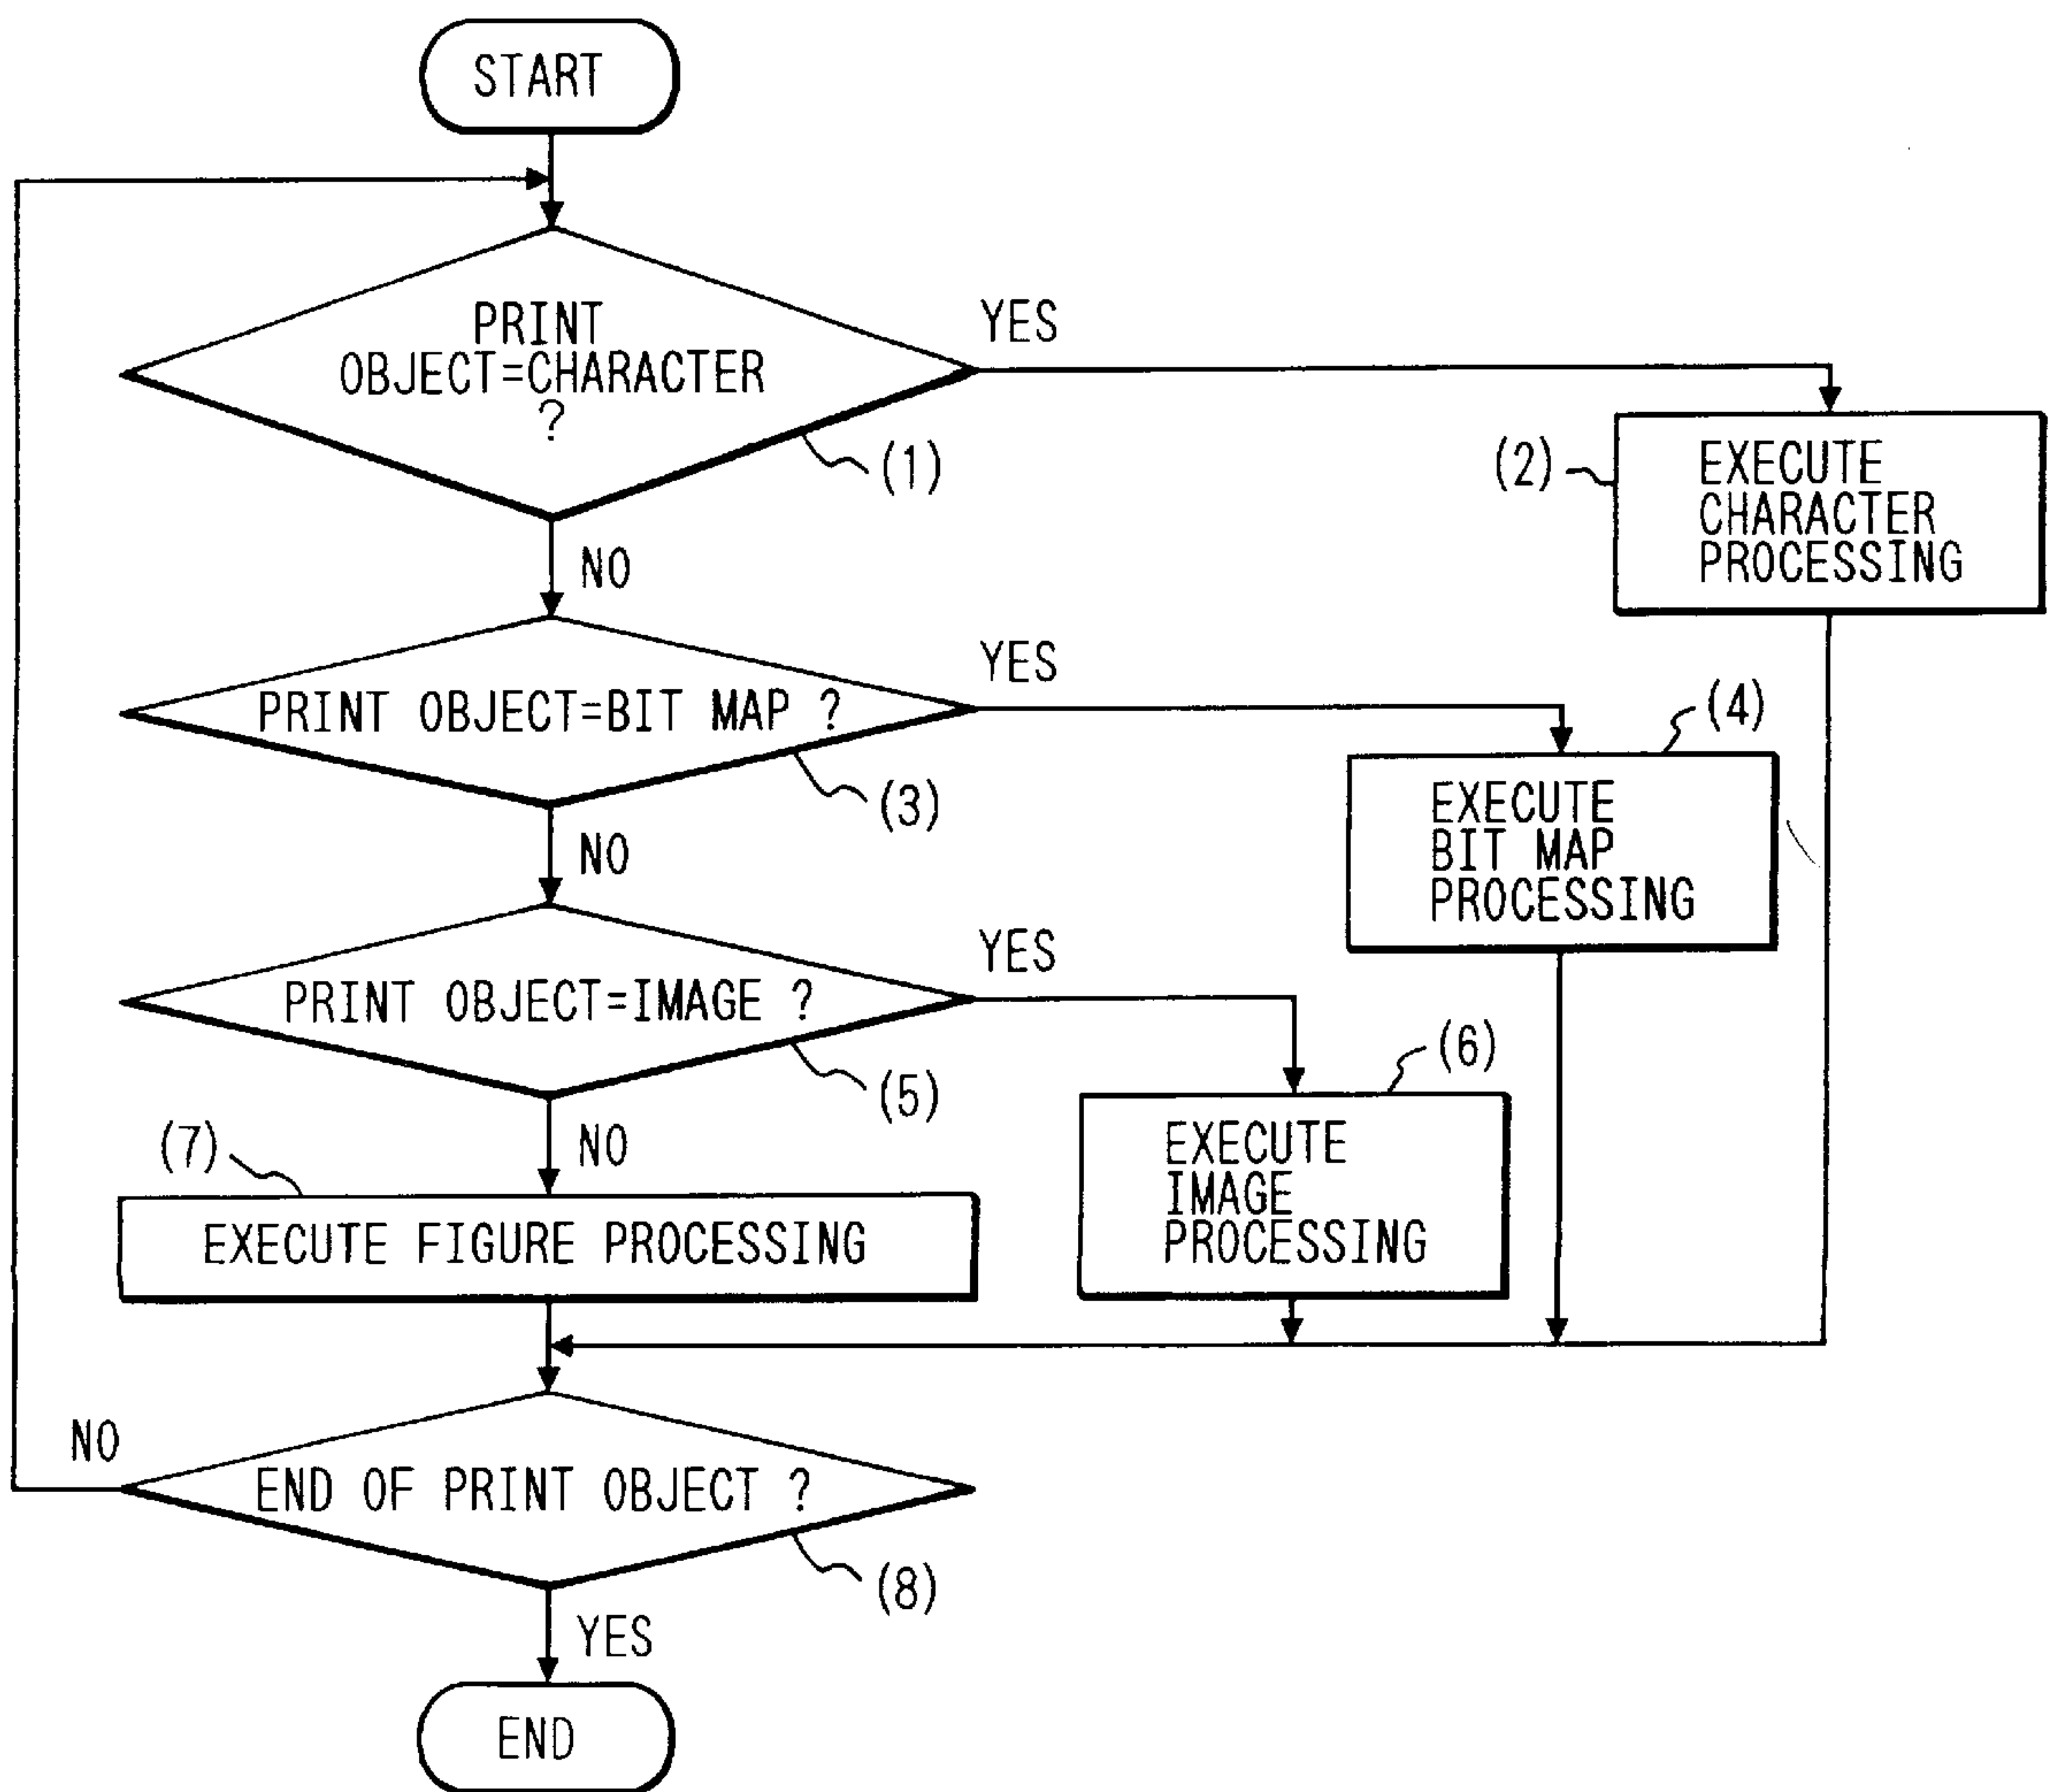 START
PRINT
OBJECT=CHARACTER
?
YES
(1)
(2)
EXECUTE
CHARACTER
PROCESSING
NO
PRINT OBJECT=BIT MAP ?
YES
(3)
(4)
EXECUTE
BIT MAP
PROCESSING
NO
PRINT OBJECT=IMAGE ?
YES
(5)
(6)
EXECUTE
IMAGE
PROCESSING
NO
(7)
EXECUTE FIGURE PROCESSING
NO
END OF PRINT OBJECT ?
(8)
YES
END